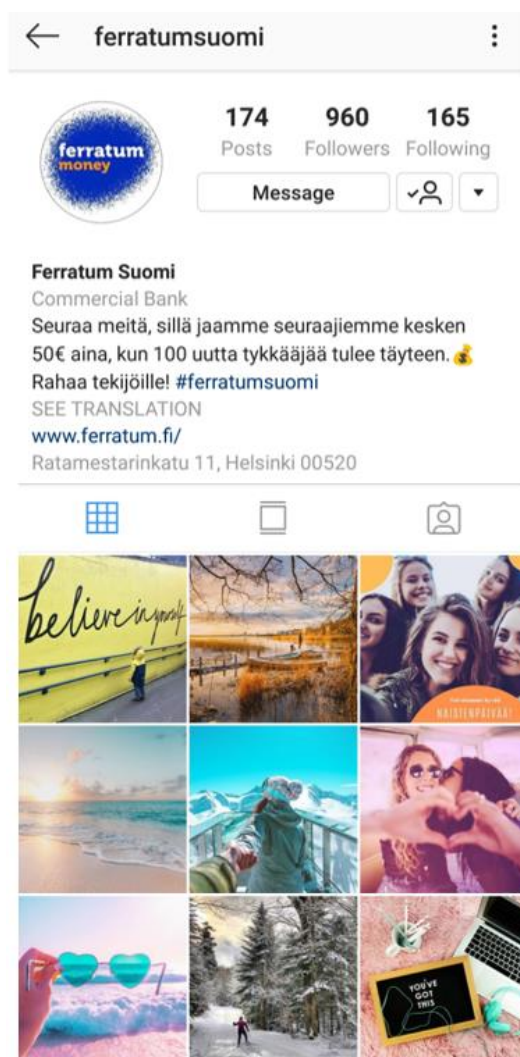 ferratumsuomi
ferratum
money
174 960 165
Posts Followers Following
Message
Ferratum Suomi
Commercial Bank
Seuraa meitä, sillä jaamme seuraajiemme kesken
50€ aina, kun 100 uutta tykkääjää tulee täyteen.💰
Rahaa tekijöille! #ferratumsuomi
SEE TRANSLATION
www.ferratum.fi/
Ratamestarinkatu 11, Helsinki 00520
believe in yourself
NAISTENPÄIVÄÄ!
YOU'VE
GOT
THIS